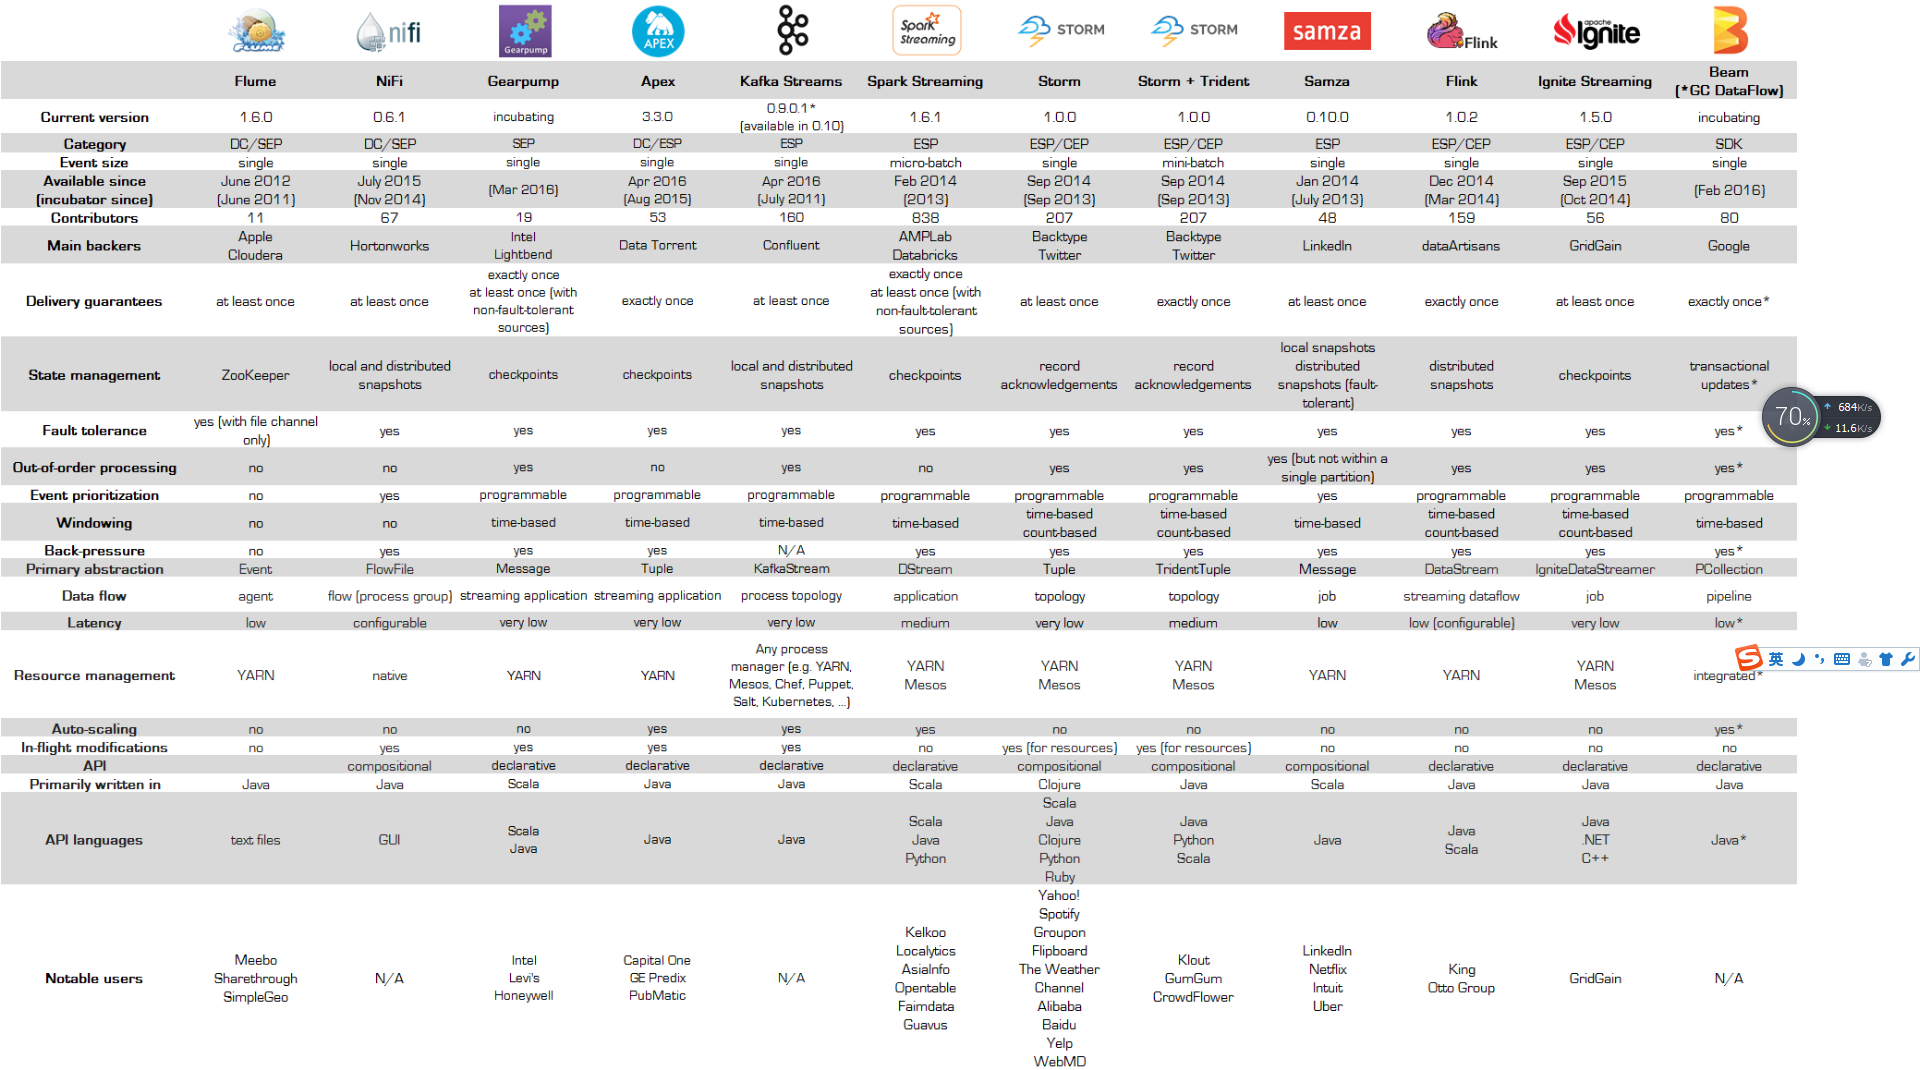 FLUME nifi Gearpump APEX Spark Streaming STORM STORM samza Flink apache Ignite
Flume NiFi Gearpump Apex Kafka Streams Spark Streaming Storm Storm + Trident Samza Flink Ignite Streaming Beam (*GC DataFlow)
Current version 1.6.0 0.6.1 incubating 3.3.0 0.9.0.1* (available in 0.10) 1.6.1 1.0.0 1.0.0 0.10.0 1.0.2 1.5.0 incubating
Category DC/SEP DC/SEP SEP DC/ESP ESP ESP ESP/CEP ESP/CEP ESP ESP/CEP ESP/CEP SDK
Event size single single single single single micro-batch single mini-batch single single single single
Available since (incubator since) June 2012 (June 2011) July 2015 (Nov 2014) (Mar 2016) Apr 2016 (Aug 2015) Apr 2016 (July 2011) Feb 2014 (2013) Sep 2014 (Sep 2013) Sep 2014 (Sep 2013) Jan 2014 (July 2013) Dec 2014 (Mar 2014) Sep 2015 (Oct 2014) (Feb 2016)
Contributors 11 67 19 53 160 838 207 207 48 159 56 80
Main backers Apple Cloudera Hortonworks Intel Lightbend Data Torrent Confluent AMPLab Databricks Backtype Twitter Backtype Twitter LinkedIn dataArtisans GridGain Google
Delivery guarantees at least once at least once exactly once at least once (with non-fault-tolerant sources) exactly once at least once exactly once at least once (with non-fault-tolerant sources) at least once exactly once at least once exactly once at least once exactly once*
State management ZooKeeper local and distributed snapshots checkpoints checkpoints local and distributed snapshots checkpoints record acknowledgements record acknowledgements local snapshots distributed snapshots (fault-tolerant) distributed snapshots checkpoints transactional updates*
70% 684K/s 11.6K/s
Fault tolerance yes (with file channel only) yes yes yes yes yes yes yes yes yes yes yes*
Out-of-order processing no no yes no yes no yes yes yes (but not within a single partition) yes yes yes*
Event prioritization no yes programmable programmable programmable programmable programmable programmable yes programmable programmable programmable
Windowing no no time-based time-based time-based time-based time-based count-based time-based count-based time-based time-based count-based time-based count-based time-based
Back-pressure no yes yes yes N/A yes yes yes yes yes yes yes*
Primary abstraction Event FlowFile Message Tuple KafkaStream DStream Tuple TridentTuple Message DataStream IgniteDataStreamer PCollection
Data flow agent flow (process group) streaming application streaming application process topology application topology topology job streaming dataflow job pipeline
Latency low configurable very low very low very low medium very low medium low low (configurable) very low low*
英
Resource management YARN native YARN YARN Any process manager (e.g. YARN, Mesos, Chef, Puppet, Salt, Kubernetes, ...) YARN Mesos YARN Mesos YARN Mesos YARN YARN YARN Mesos integrated*
Auto-scaling no no no yes yes yes no no no no no yes*
In-flight modifications no yes yes yes yes no yes (for resources) yes (for resources) no no no no
API compositional declarative declarative declarative declarative compositional compositional compositional declarative declarative declarative
Primarily written in Java Java Scala Java Java Scala Clojure Java Scala Java Java Java
API languages text files GUI Scala Java Java Java Scala Java Python Scala Java Clojure Python Ruby Java Python Scala Java Java Scala Java .NET C++ Java*
Notable users Meebo Sharethrough SimpleGeo N/A Intel Levi's Honeywell Capital One GE Predix PubMatic N/A Kelkoo Localytics AsiaInfo Opentable Faimdata Guavus Yahoo! Spotify Groupon Flipboard The Weather Channel Alibaba Baidu Yelp WebMD Klout GumGum CrowdFlower LinkedIn Netflix Intuit Uber King Otto Group GridGain N/A